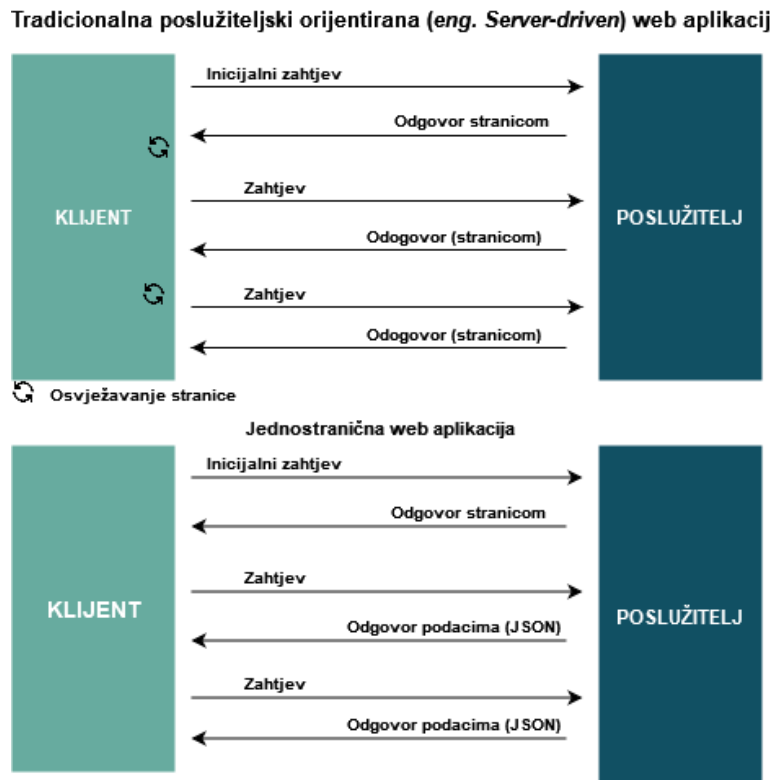 Tradicionalna poslužiteljski orijentirana (eng. Server-driven) web aplikacij
Inicijalni zahtjev
Odgovor stranicom
Zahtjev
KLIJENT
POSLUŽITELJ
Odogovor (stranicom)
Zahtjev
Odogovor (stranicom)
Osvježavanje stranice
Jednostranična web aplikacija
Inicijalni zahtjev
Odgovor stranicom
Zahtjev
KLIJENT
POSLUŽITELJ
Odgovor podacima (JSON)
Zahtjev
Odgovor podacima (JSON)